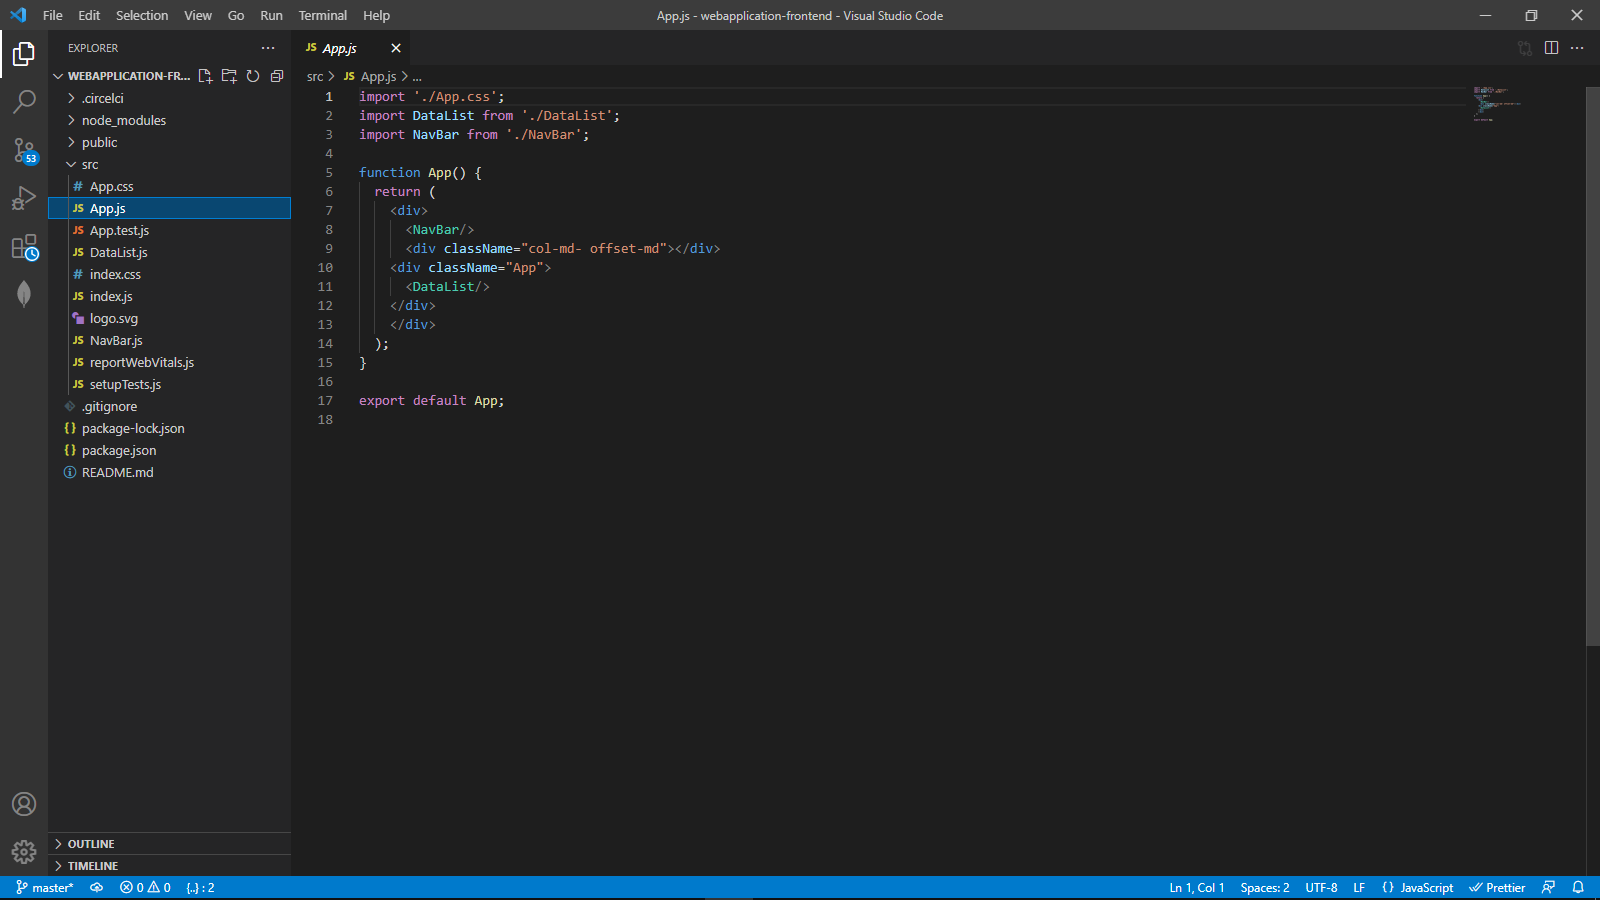 File Edit Selection View Go Run Terminal Help
App.js - webapplication-frontend - Visual Studio Code
EXPLORER
WEBAPPLICATION-FR...
.circelci
node_modules
public
src
App.css
App.js
App.test.js
DataList.js
index.css
index.js
logo.svg
NavBar.js
reportWebVitals.js
setupTests.js
.gitignore
package-lock.json
package.json
README.md
OUTLINE
TIMELINE
53
JS App.js
src > JS App.js > ...
1 import './App.css';
2 import DataList from './DataList';
3 import NavBar from './NavBar';
4
5 function App() {
6 return (
7 <div>
8 <NavBar/>
9 <div className="col-md- offset-md"></div>
10 <div className="App">
11 <DataList/>
12 </div>
13 </div>
14 );
15 }
16
17 export default App;
18
master* 0 0 {..} : 2
Ln 1, Col 1 Spaces: 2 UTF-8 LF {} JavaScript Prettier